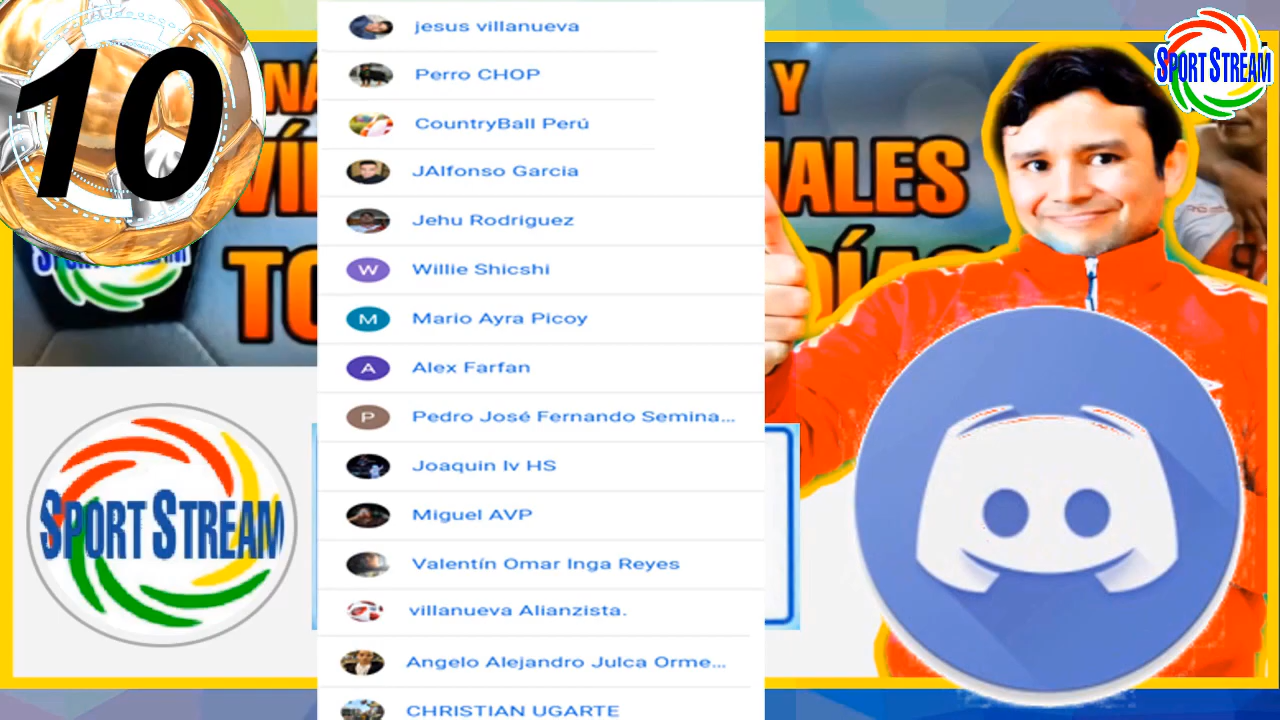 10
SPORT STREAM
jesus villanueva
Perro CHOP
CountryBall Perú
JAlfonso Garcia
Jehu Rodriguez
Willie Shicshi
W
Mario Ayra Picoy
M
Alex Farfan
A
Pedro José Fernando Semina...
P
Joaquin Iv HS
Miguel AVP
Valentín Omar Inga Reyes
villanueva Alianzista.
Angelo Alejandro Julca Orme...
CHRISTIAN UGARTE
Y
SPORT STREAM
SPORT STREAM